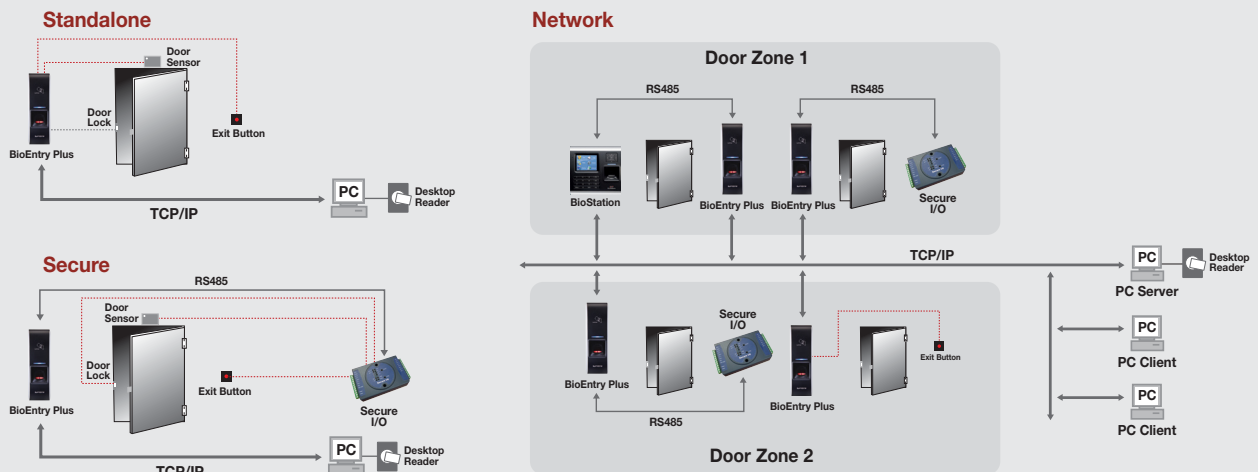 Standalone
Door
Sensor
Door
Lock
Exit Button
BioEntry Plus
PC
Desktop
Reader
TCP/IP
Secure
RS485
Door
Sensor
Door
Lock
Exit Button
BioEntry Plus
Secure
I/O
PC
Desktop
Reader
TCP/IP
Network
Door Zone 1
RS485
RS485
BioStation
BioEntry Plus
BioEntry Plus
Secure
I/O
TCP/IP
PC
Desktop
Reader
PC Server
PC
PC Client
PC
PC Client
BioEntry Plus
Secure
I/O
RS485
BioEntry Plus
Exit Button
Door Zone 2